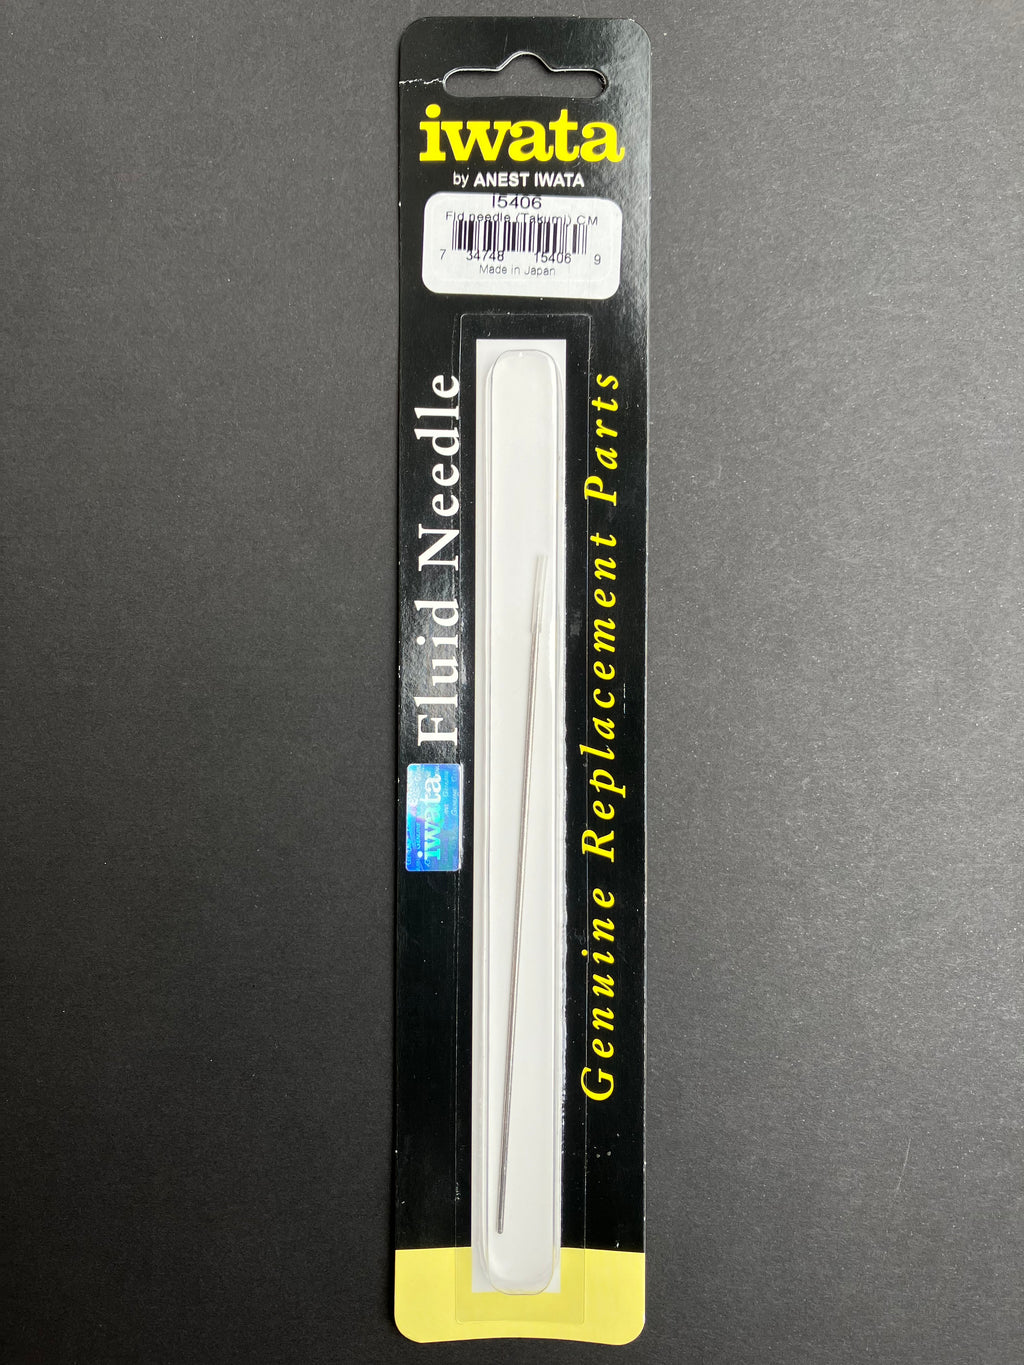 iwata
by ANEST IWATA
I5406
Fld needle (Takumi) CM
7 34748 15406 9
Made in Japan
Fluid Needle
iwata
Genuine Replacement Parts